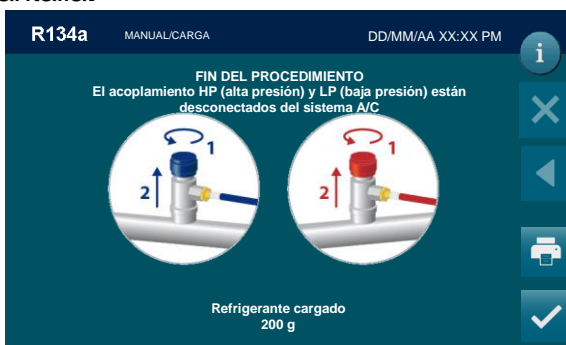 R134a MANUAL/CARGA DD/MM/AA XX:XX PM
i
FIN DEL PROCEDIMIENTO
El acoplamiento HP (alta presión) y LP (baja presión) están
desconectados del sistema A/C
1 1
2 2
Refrigerante cargado
200 g